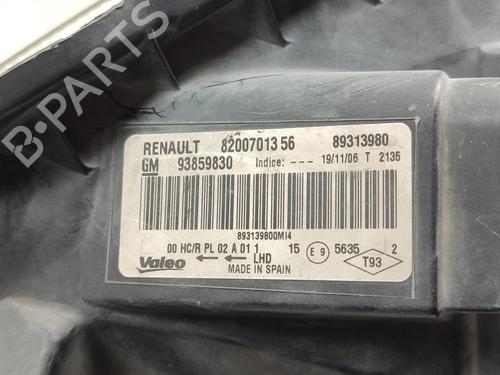 RENAULT 8200701356 89313980
GM 93859830 Indice: --- 19/11/06 T 2135
89313980OMI4
00 HC/R PL 02 A 01 1 15 E 9 5635 2
Valeo LHD T93
MADE IN SPAIN
B-PARTS